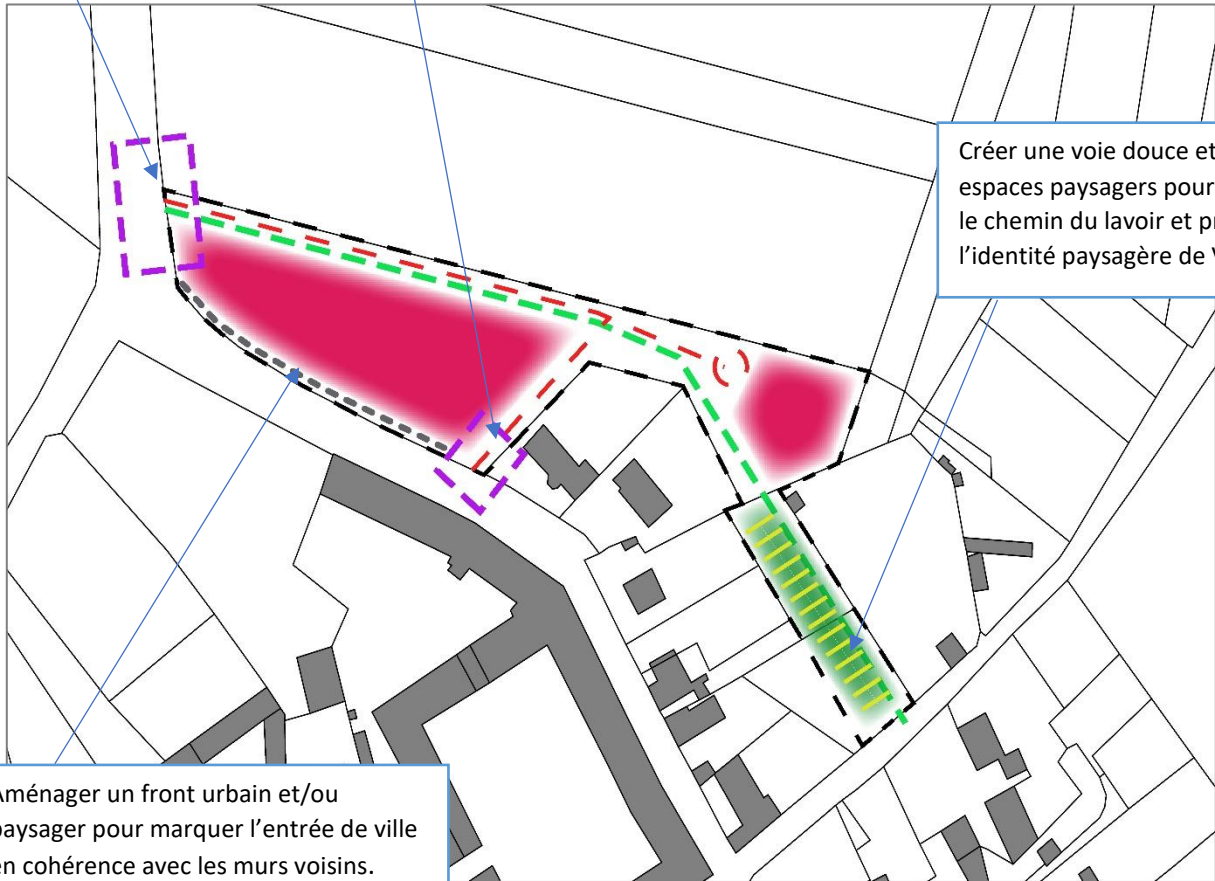 Créer une voie douce et
espaces paysagers pour
le chemin du lavoir et
l’identité paysagère de
Aménager un front urbain et/ou
paysager pour marquer l’entrée de ville
en cohérence avec les murs voisins.